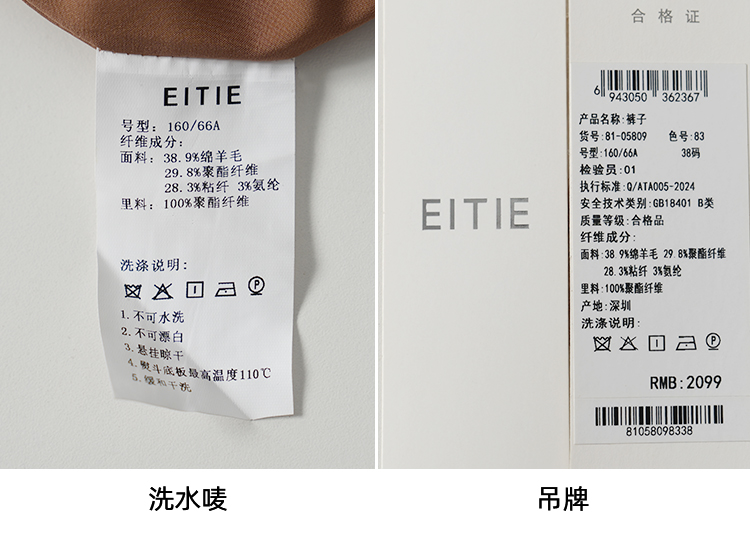 EITIE
号型: 160/66A
纤维成分:
面料: 38.9%绵羊毛
29.8%聚酯纤维
28.3%粘纤 3%氨纶
里料: 100%聚酯纤维
洗涤说明:
P
1.不可水洗
2.不可漂白
3.悬挂晾干
4.熨斗底板最高温度110℃
5.缓和干洗
洗水唛
EITIE
合格证
6 943050 362367
产品名称:裤子
货号:81-05809 色号:83
号型:160/66A 38码
检验员:01
执行标准:Q/ATA005-2024
安全技术类别:GB18401 B类
质量等级:合格品
纤维成分:
面料:38.9%绵羊毛 29.8%聚酯纤维
28.3%粘纤 3%氨纶
里料:100%聚酯纤维
产地:深圳
洗涤说明:
P
RMB:2099
81058098338
吊牌